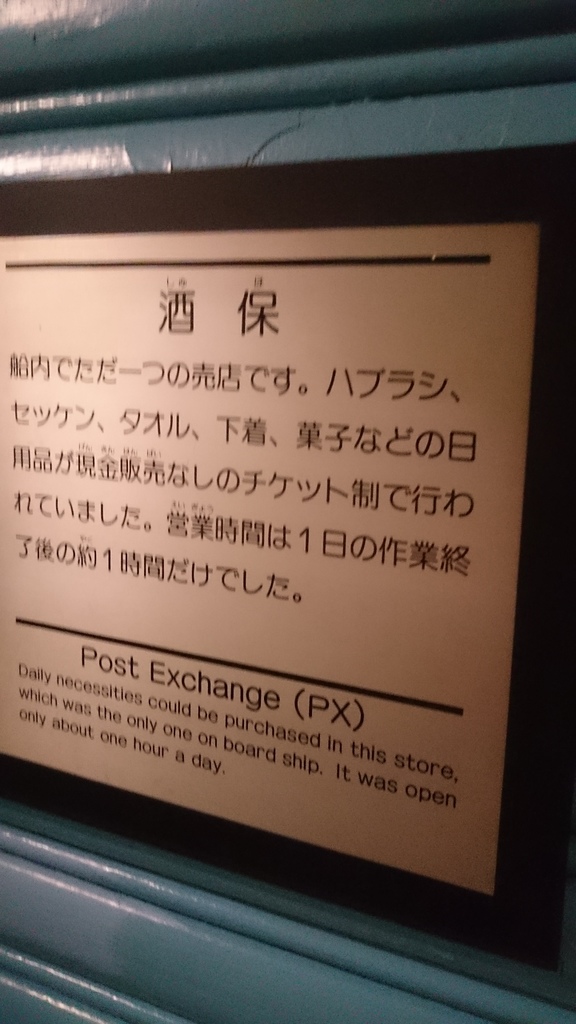 酒保
船内でただ一つの売店です。ハブラシ、
セッケン、タオル、下着、菓子などの日
用品が現金販売なしのチケット制で行わ
れていました。営業時間は1日の作業終
了後の約1時間だけでした。
Post Exchange (PX)
Daily necessities could be purchased in this store,
which was the only one on board ship. It was open
only about one hour a day.